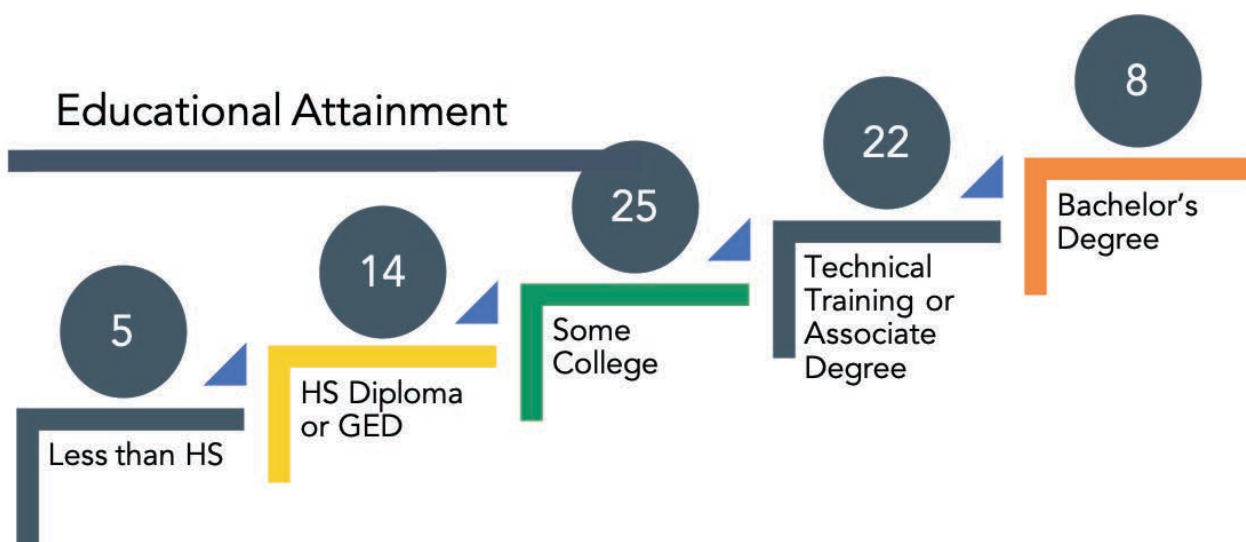 Educational Attainment
5
Less than HS
14
HS Diploma
or GED
25
Some
College
22
Technical
Training or
Associate
Degree
8
Bachelor's
Degree